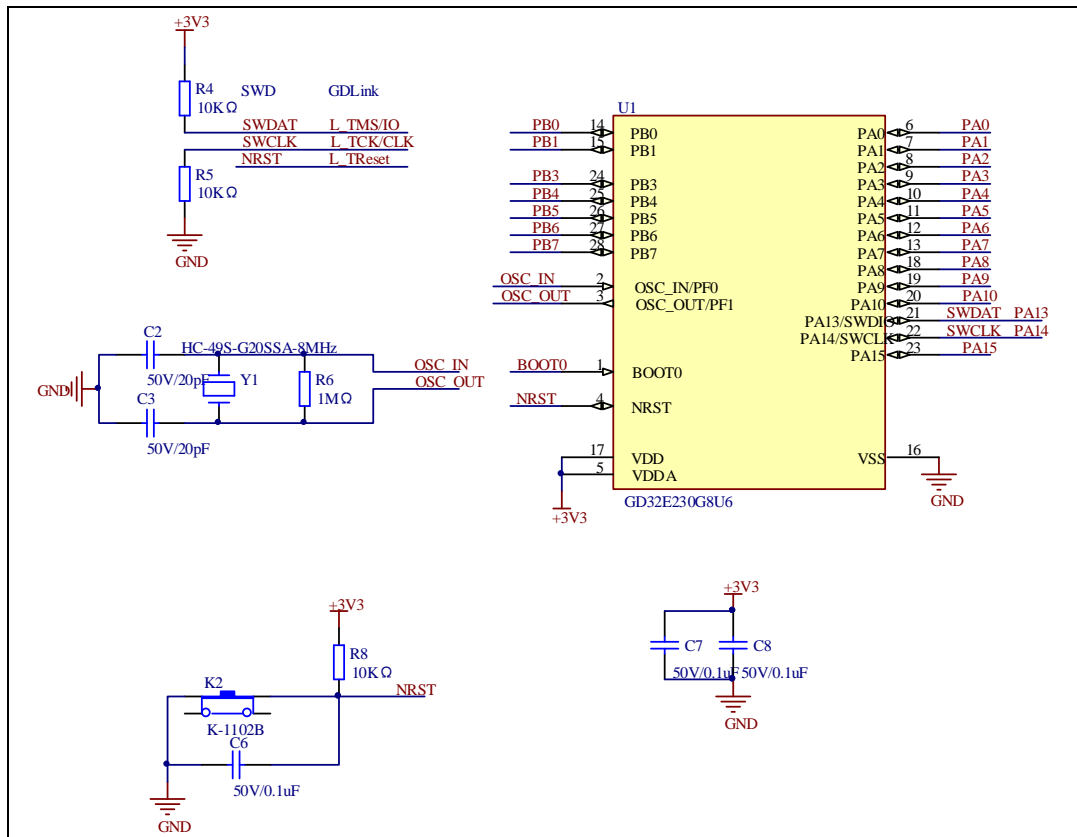 +3V3
R4
10KΩ
SWD GDLink
SWDAT L_TMS/IO
SWCLK L_TCK/CLK
NRST L_TReset
R5
10KΩ
GND
U1
PB0 14 PB0 PA0 6 PA0
PB1 15 PB1 PA1 7 PA1
PA2 8 PA2
PB3 24 PB3 PA3 9 PA3
PB4 25 PB4 PA4 10 PA4
PB5 26 PB5 PA5 11 PA5
PB6 27 PB6 PA6 12 PA6
PB7 28 PB7 PA7 13 PA7
PA8 18 PA8
OSC_IN 2 OSC_IN/PF0 PA9 19 PA9
OSC_OUT 3 OSC_OUT/PF1 PA10 20 PA10
PA13/SWDIO 21 SWDAT PA13
PA14/SWCLK 22 SWCLK PA14
PA15 23 PA15
BOOT0 1 BOOT0
NRST 4 NRST
17 VDD VSS 16
5 VDDA
GND
+3V3
GD32E230G8U6
C2
HC-49S-G20SSA-8MHz
OSC_IN
50V/20pF
Y1
R6
1MΩ
OSC_OUT
GND
C3
50V/20pF
+3V3
R8
10KΩ
K2
NRST
K-1102B
C6
50V/0.1uF
GND
+3V3
C7 C8
50V/0.1uF 50V/0.1uF
GND